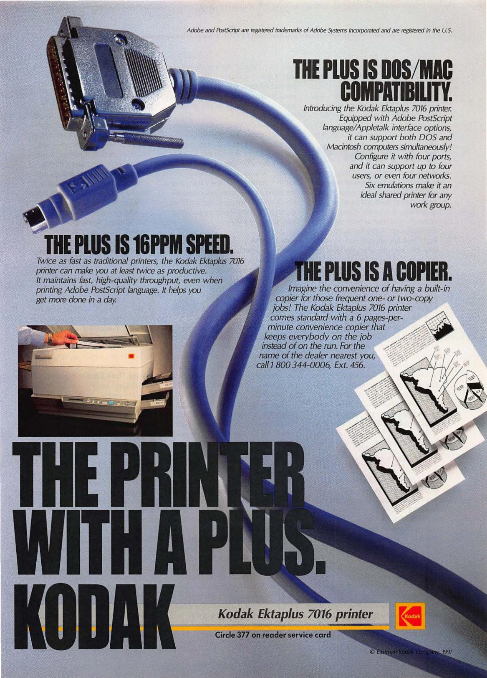 Adobe and PostScript are registered trademarks of Adobe Systems Incorporated and are registered in the U.S.
THE PLUS IS DOS/MAC
COMPATIBILITY.
Introducing the Kodak Ektaplus 7016 printer.
Equipped with Adobe PostScript
language/Appletalk interface options,
it can support both DOS and
Macintosh computers simultaneously!
Configure it with four ports,
and it can support up to four
users, or even four networks.
Six emulations make it an
ideal shared printer for any
work group.
THE PLUS IS 16PPM SPEED.
Twice as fast as traditional printers, the Kodak Ektaplus 7016
printer can make you at least twice as productive.
It maintains fast, high-quality throughput, even when
printing Adobe PostScript language. It helps you
get more done in a day.
THE PLUS IS A COPIER.
Imagine the convenience of having a built-in
copier for those frequent one- or two-copy
jobs! The Kodak Ektaplus 7016 printer
comes standard with a 6 pages-per-
minute convenience copier that
keeps everybody on the job
instead of on the run. For the
name of the dealer nearest you,
call 1 800 344-0006, Ext. 456.
THE PRINTER
WITH A PLUS.
KODAK
Kodak Ektaplus 7016 printer
Kodak
Circle 377 on reader service card
© Eastman Kodak Company, 1991